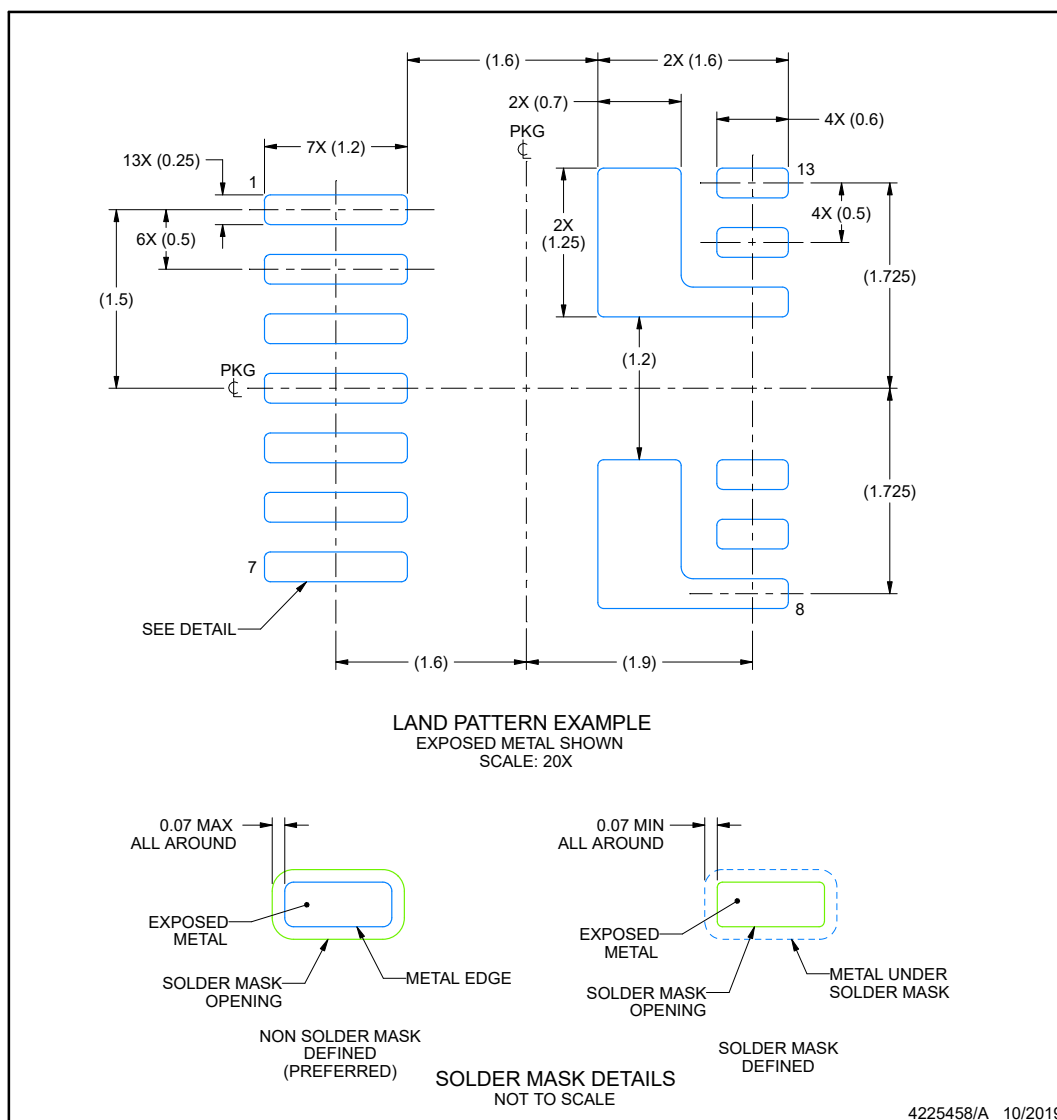 (1.6)
2X (1.6)
2X (0.7)
4X (0.6)
PKG
℄
7X (1.2)
13X (0.25)
1
13
6X (0.5)
2X
(1.25)
4X (0.5)
(1.5)
(1.725)
PKG
℄
(1.2)
(1.725)
7
8
SEE DETAIL
(1.6)
(1.9)
LAND PATTERN EXAMPLE
EXPOSED METAL SHOWN
SCALE: 20X
0.07 MAX
ALL AROUND
EXPOSED
METAL
SOLDER MASK
OPENING
METAL EDGE
NON SOLDER MASK
DEFINED
(PREFERRED)
0.07 MIN
ALL AROUND
EXPOSED
METAL
SOLDER MASK
OPENING
METAL UNDER
SOLDER MASK
SOLDER MASK
DEFINED
SOLDER MASK DETAILS
NOT TO SCALE
4225458/A 10/2019